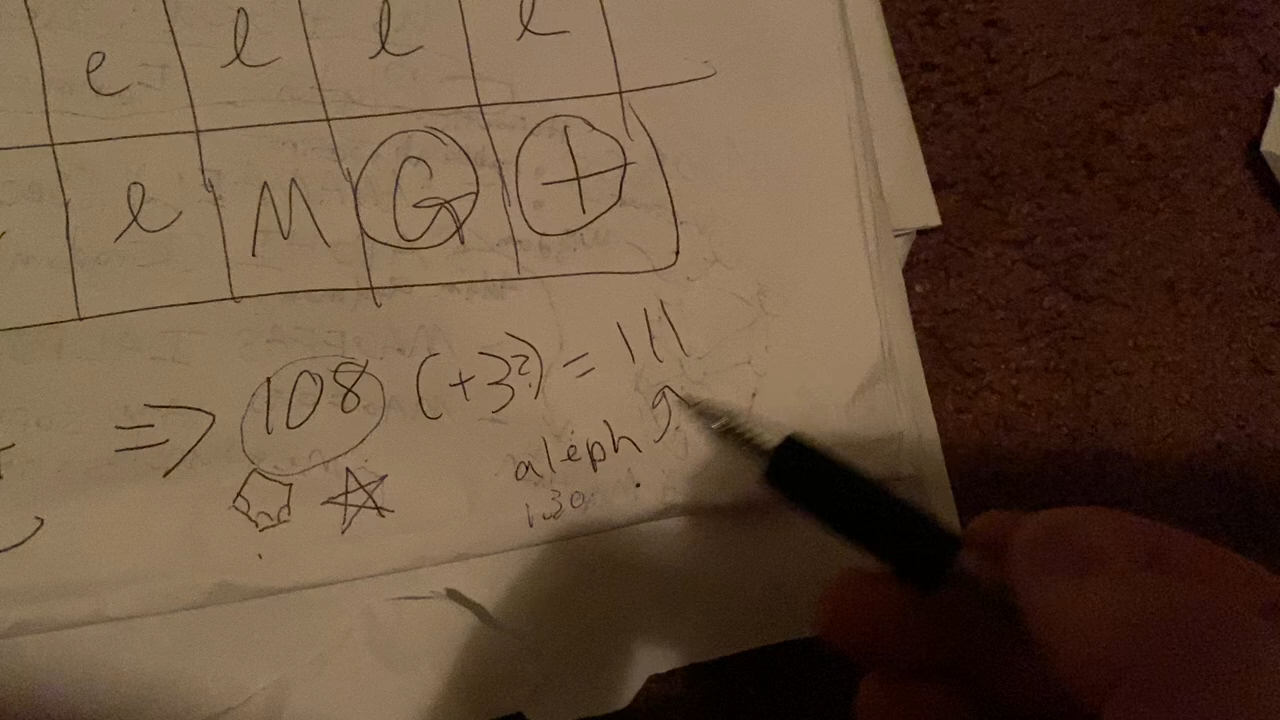 e l l l
l M G +
=> 108 (+3?) = 111
aleph
130